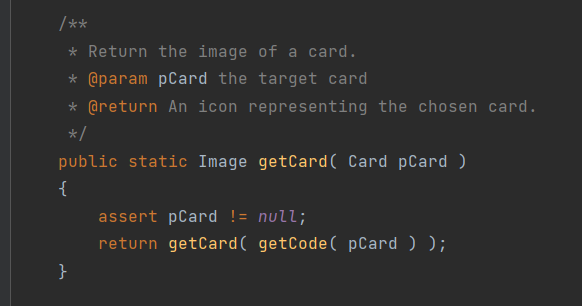 /**
 * Return the image of a card.
 * @param pCard the target card
 * @return An icon representing the chosen card.
 */
public static Image getCard( Card pCard )
{
    assert pCard != null;
    return getCard( getCode( pCard ) );
}